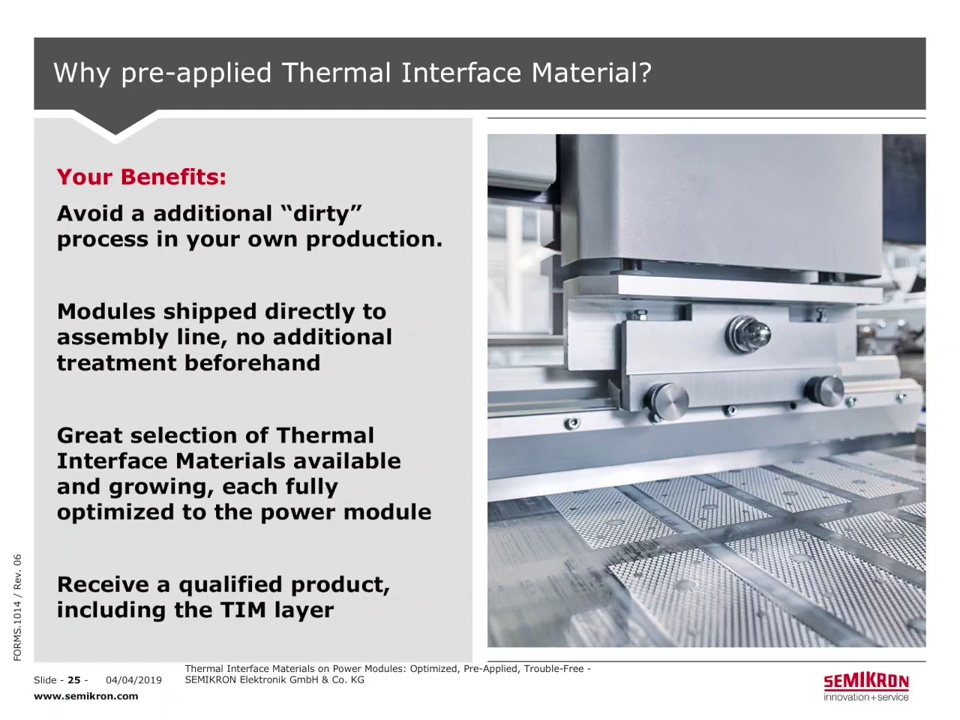 Why pre-applied Thermal Interface Material?
Your Benefits:
Avoid a additional “dirty”
process in your own production.
Modules shipped directly to
assembly line, no additional
treatment beforehand
Great selection of Thermal
Interface Materials available
and growing, each fully
optimized to the power module
Receive a qualified product,
including the TIM layer
FORMS.1014 / Rev. 06
Slide - 25 - 04/04/2019
Thermal Interface Materials on Power Modules: Optimized, Pre-Applied, Trouble-Free -
SEMIKRON Elektronik GmbH & Co. KG
www.semikron.com
SEMIKRON
innovation+service